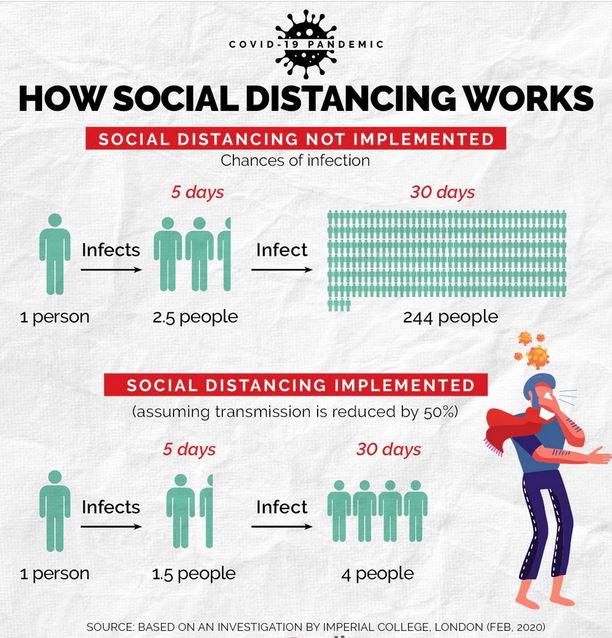 COVID-19 PANDEMIC
HOW SOCIAL DISTANCING WORKS
SOCIAL DISTANCING NOT IMPLEMENTED
Chances of infection
5 days 30 days
Infects Infect
1 person 2.5 people 244 people
SOCIAL DISTANCING IMPLEMENTED
(assuming transmission is reduced by 50%)
5 days 30 days
Infects Infect
1 person 1.5 people 4 people
SOURCE: BASED ON AN INVESTIGATION BY IMPERIAL COLLEGE, LONDON (FEB, 2020)